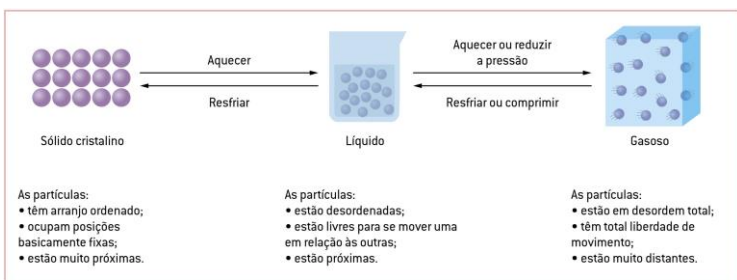 Aquecer
Resfriar
Aquecer ou reduzir
a pressão
Resfriar ou comprimir
Sólido cristalino
Líquido
Gasoso
As partículas:
• têm arranjo ordenado;
• ocupam posições
basicamente fixas;
• estão muito próximas.
As partículas:
• estão desordenadas;
• estão livres para se mover uma
em relação às outras;
• estão próximas.
As partículas:
• estão em desordem total;
• têm total liberdade de
movimento;
• estão muito distantes.